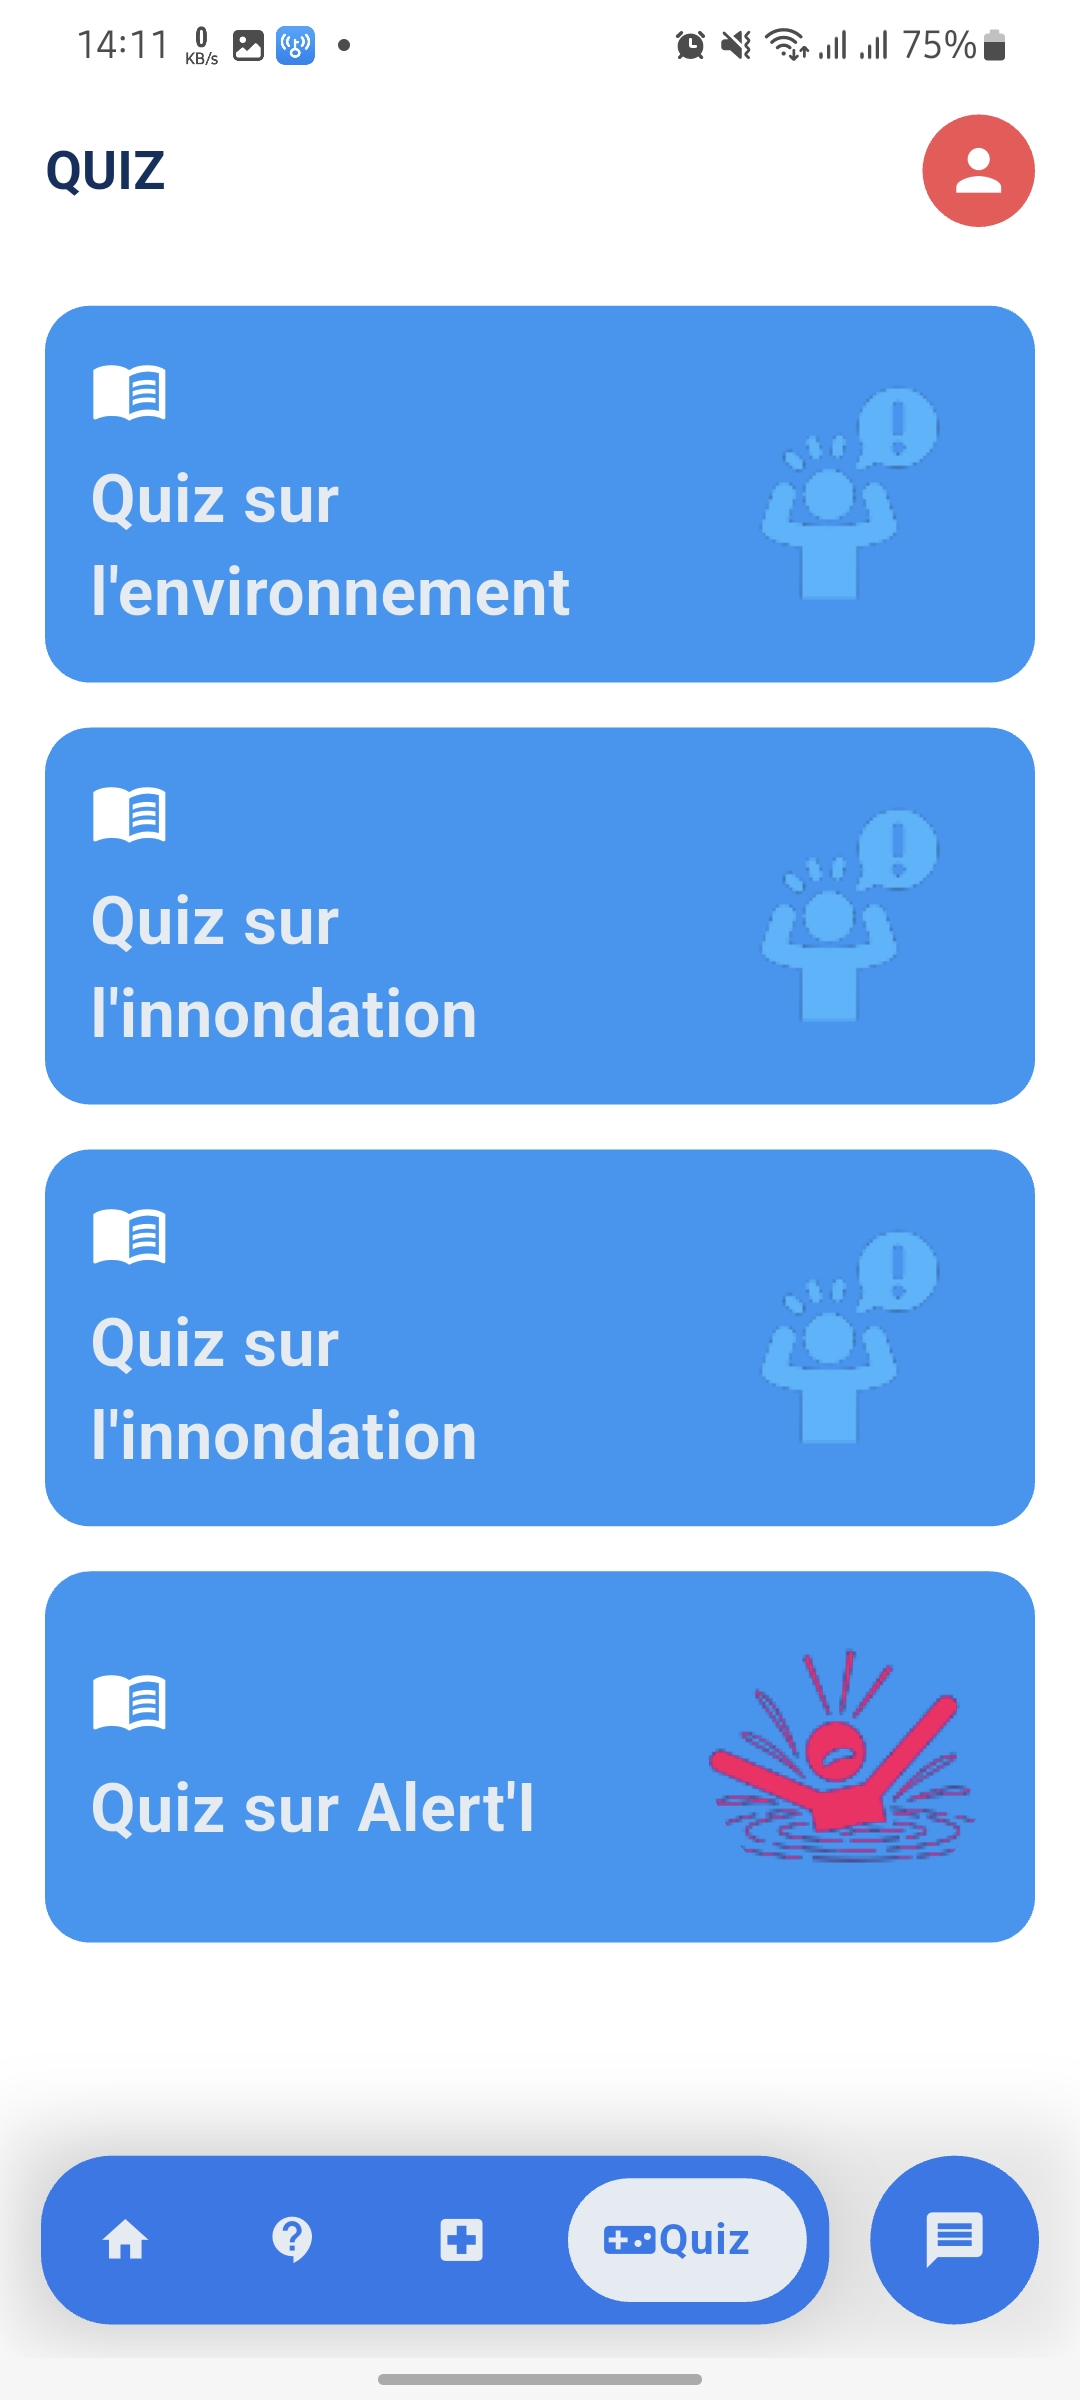 14:11
0
KB/s
75%
QUIZ
Quiz sur
l'environnement
Quiz sur
l'innondation
Quiz sur
l'innondation
Quiz sur Alert'I
Quiz